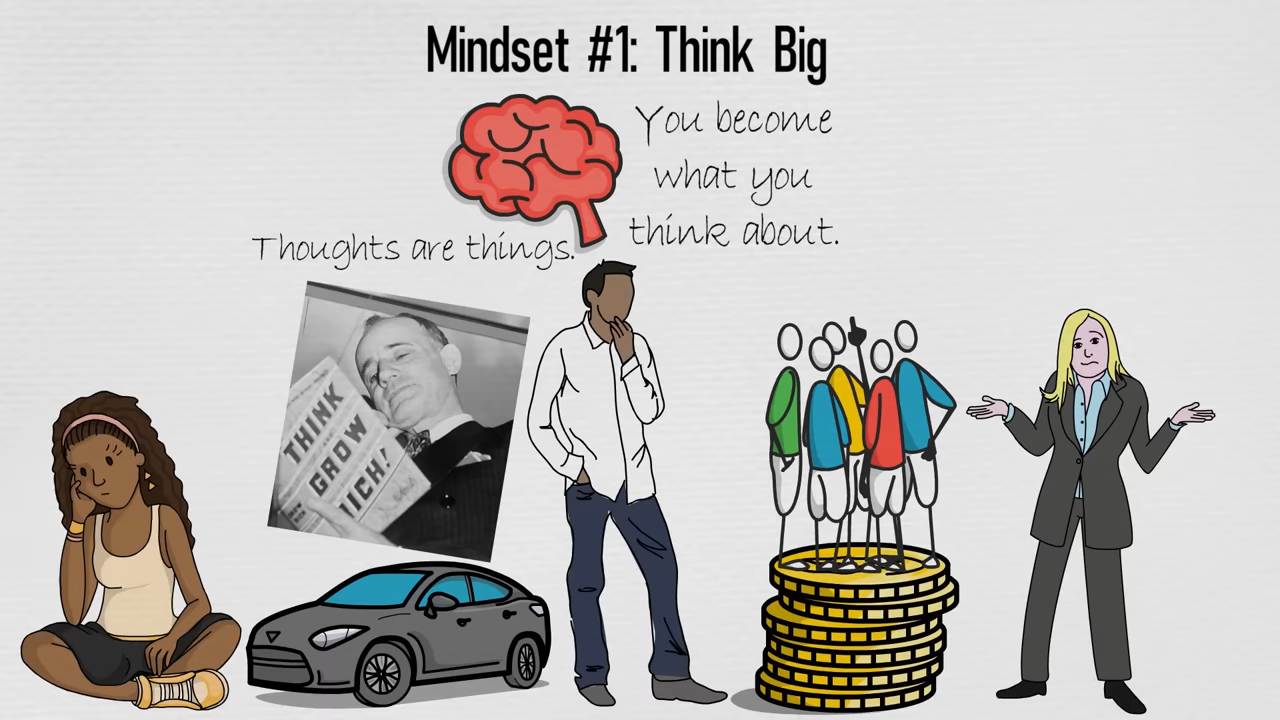 Mindset #1: Think Big
You become
what you
think about.
Thoughts are things.
THINK
GROW
ICH!